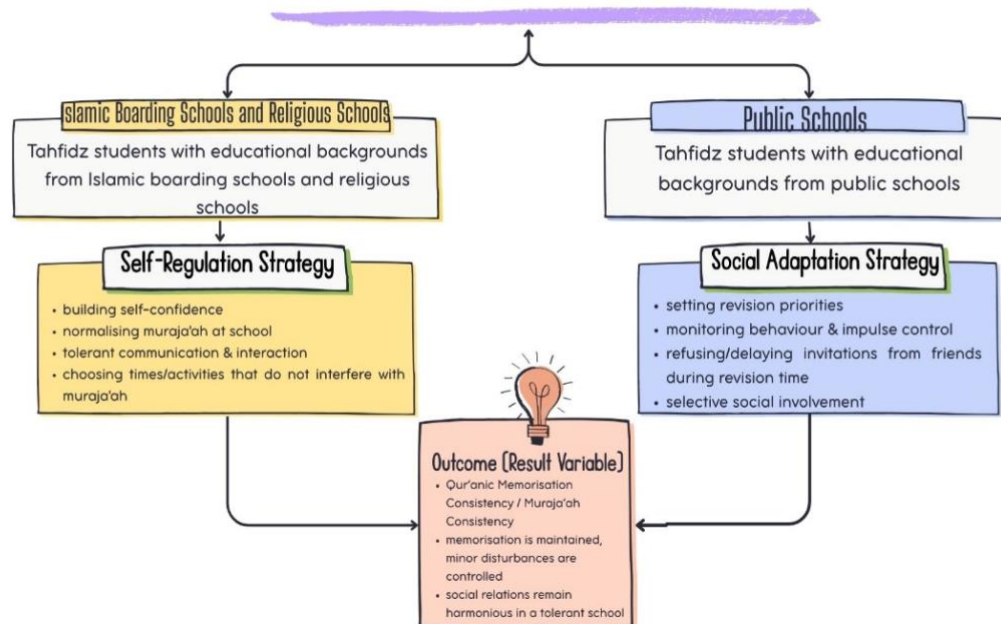 slamic Boarding Schools and Religious Schools
Tahfidz students with educational backgrounds
from Islamic boarding schools and religious
schools
Public Schools
Tahfidz students with educational
backgrounds from public schools
Self-Regulation Strategy
• building self-confidence
• normalising muraja'ah at school
• tolerant communication & interaction
• choosing times/activities that do not interfere with
muraja'ah
Social Adaptation Strategy
• setting revision priorities
• monitoring behaviour & impulse control
• refusing/delaying invitations from friends
during revision time
• selective social involvement
Outcome (Result Variable)
• Qur'anic Memorisation
Consistency / Muraja'ah
Consistency
• memorisation is maintained,
minor disturbances are
controlled
• social relations remain
harmonious in a tolerant school